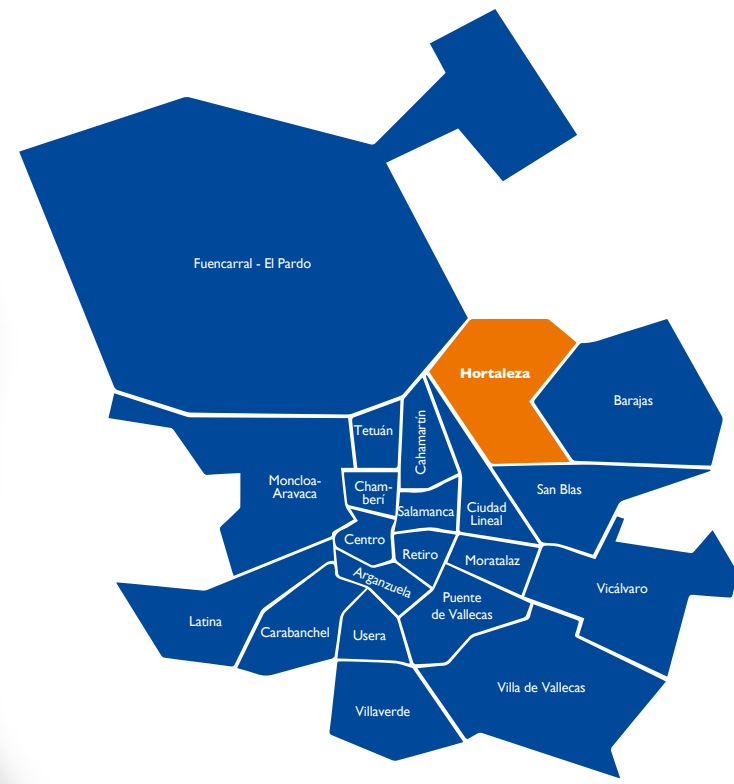 Fuencarral - El Pardo
Hortaleza
Barajas
Tetuán
Cahamartín
Moncloa-
Aravaca
Cham-
berí
San Blas
Salamanca
Ciudad
Lineal
Centro
Retiro
Moratalaz
Arganzuela
Vicálvaro
Puente
de Vallecas
Latina
Carabanchel
Usera
Villa de Vallecas
Villaverde